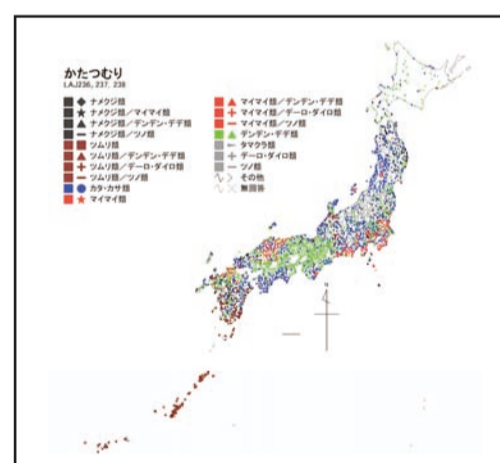 かたつむり
LAJ236, 237, 238
ナメクジ類
ナメクジ類／マイマイ類
ナメクジ類／デンデン・デデ類
ナメクジ類／ツノ類
ツムリ類
ツムリ類／デンデン・デデ類
ツムリ類／デーロ・ダイロ類
ツムリ類／ツノ類
カタ・カサ類
マイマイ類
マイマイ類／デンデン・デデ類
マイマイ類／デーロ・ダイロ類
マイマイ類／ツノ類
デンデン・デデ類
タマクラ類
デーロ・ダイロ類
ツノ類
その他
無回答
N